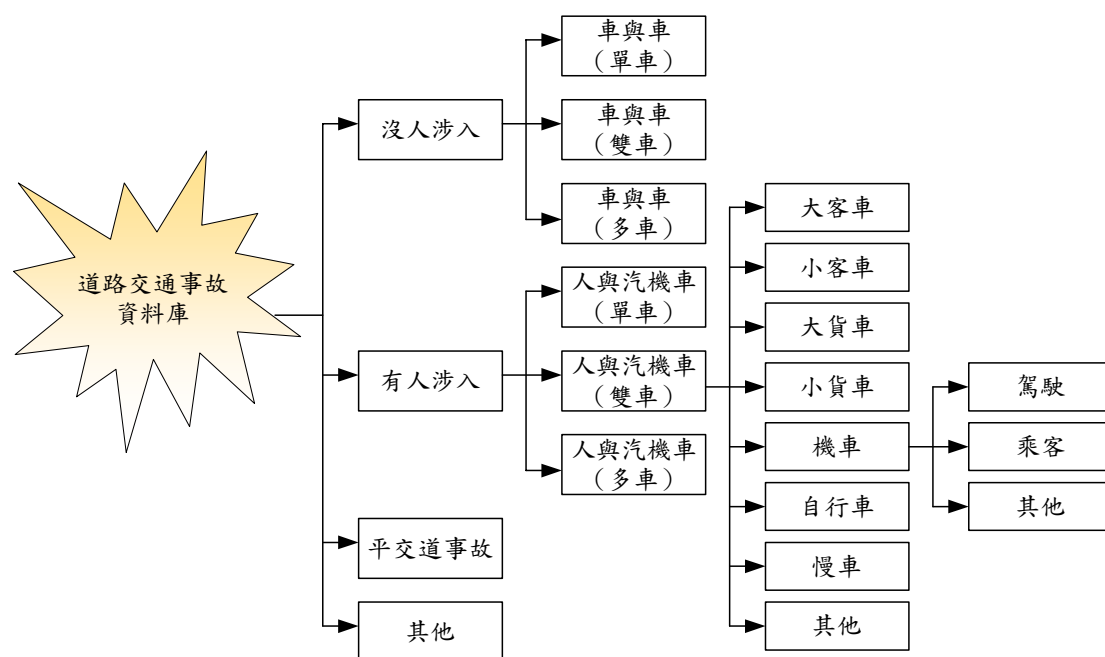 道路交通事故
資料庫
沒人涉入
有人涉入
平交道事故
其他
車與車
（單車）
車與車
（雙車）
車與車
（多車）
人與汽機車
（單車）
人與汽機車
（雙車）
人與汽機車
（多車）
大客車
小客車
大貨車
小貨車
機車
自行車
慢車
其他
駕駛
乘客
其他